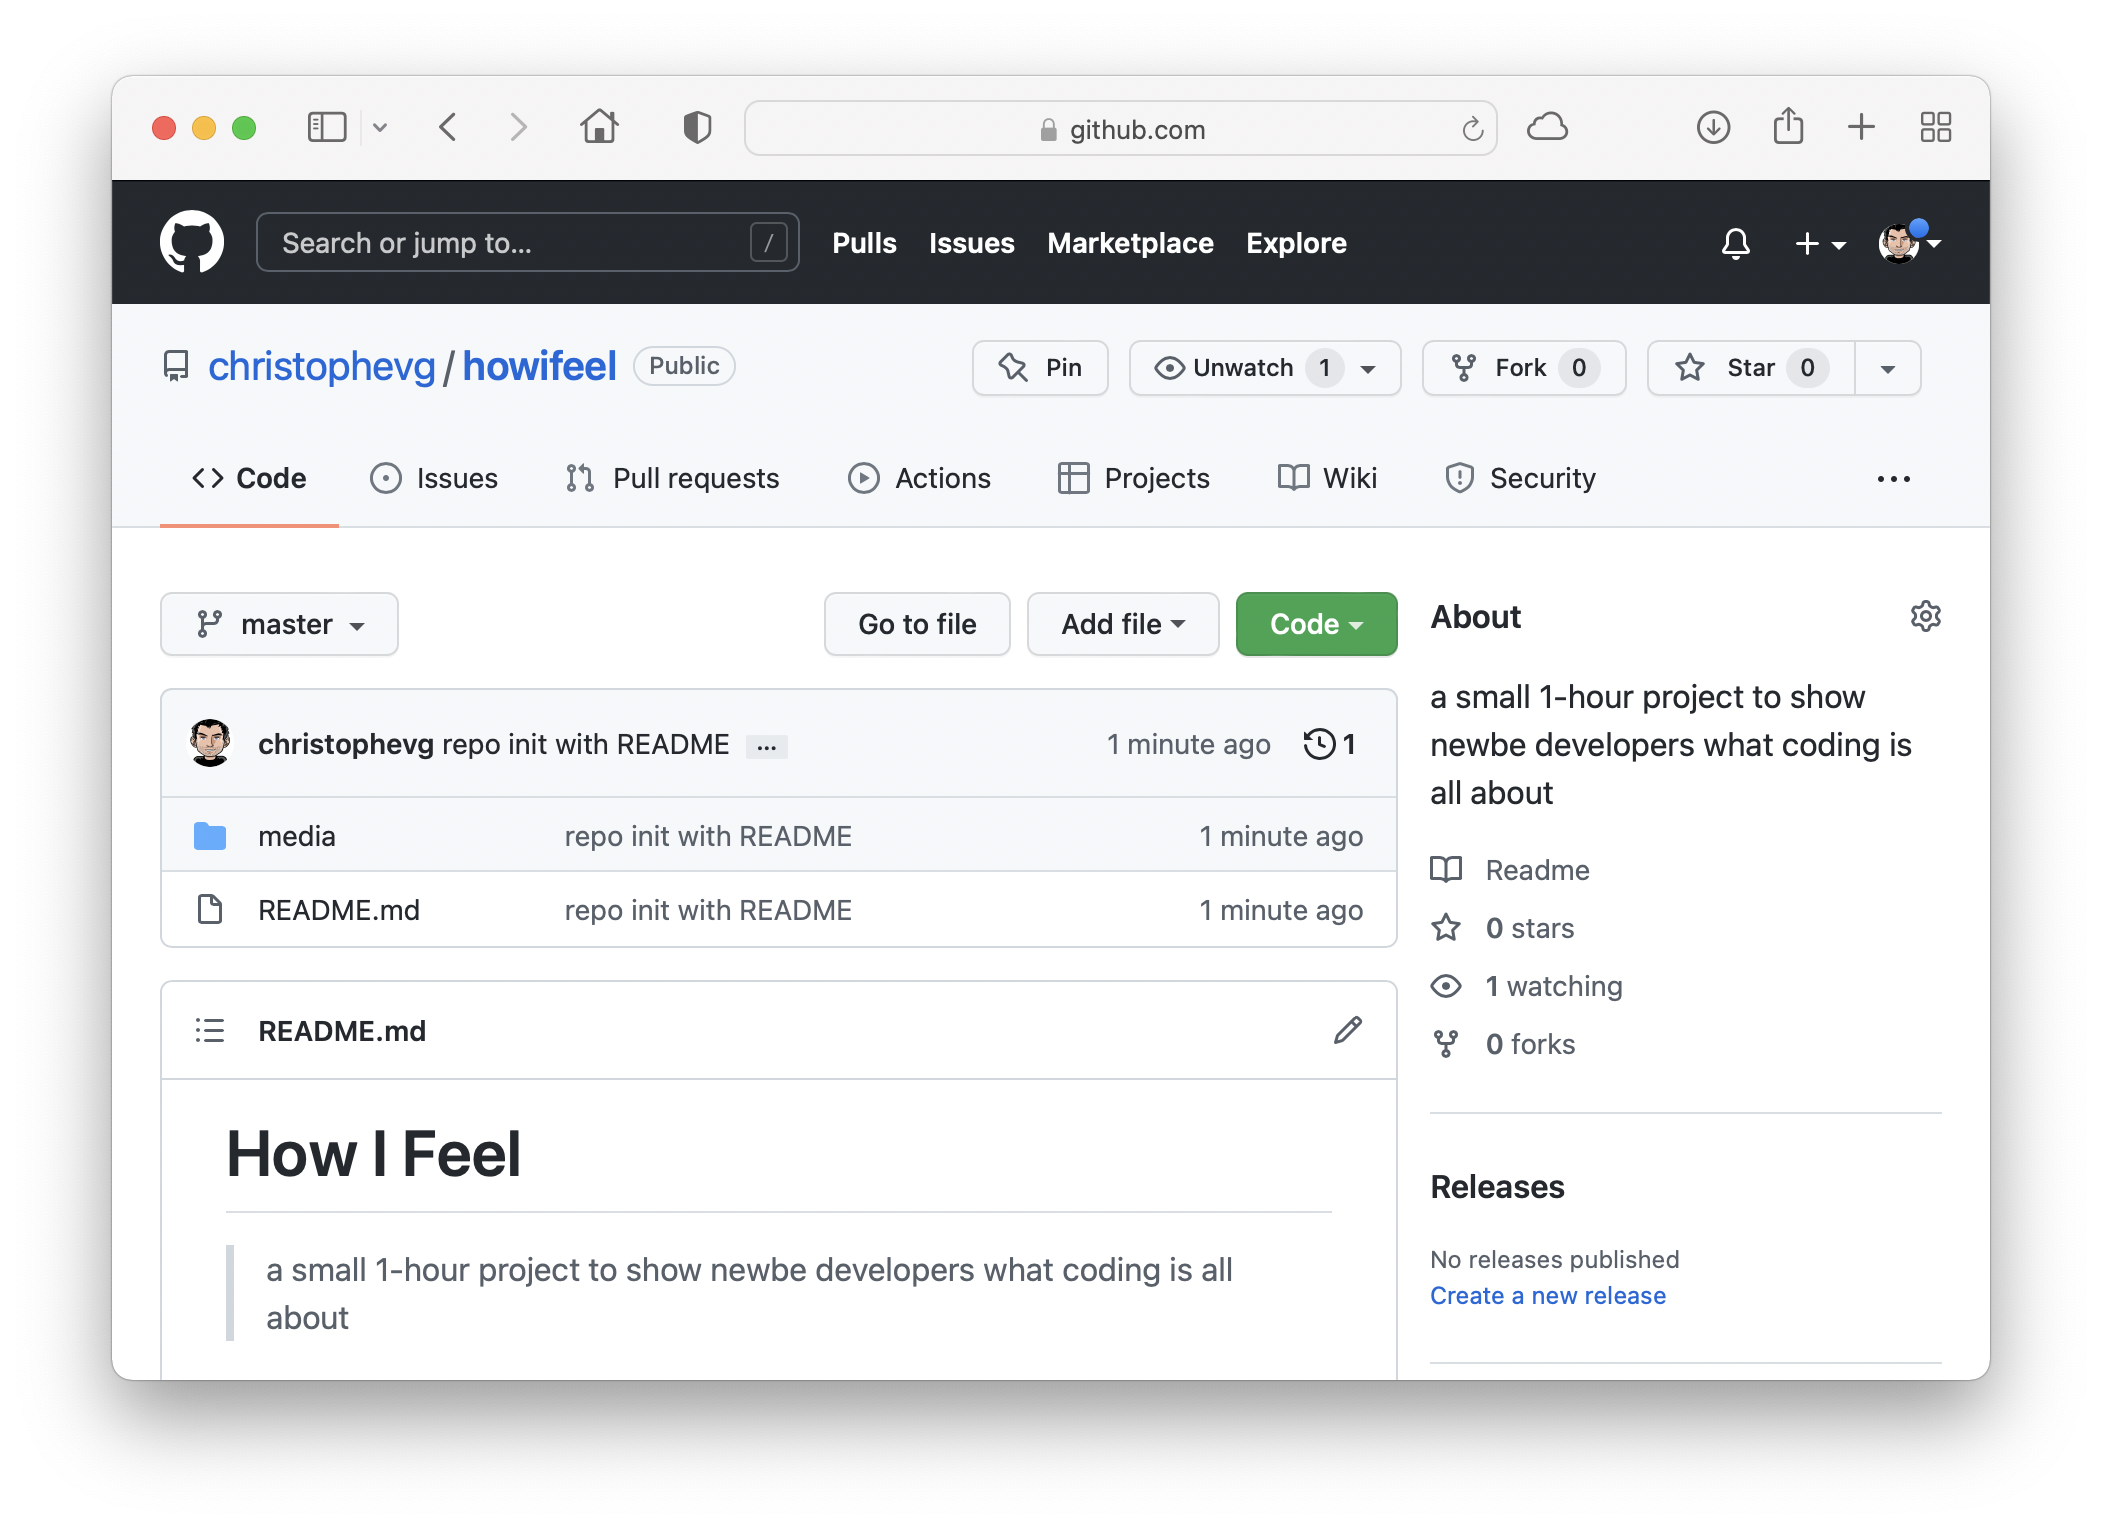 github.com
Search or jump to... /
Pulls Issues Marketplace Explore
christophevg / howifeel Public
Pin Unwatch 1 Fork 0 Star 0
Code Issues Pull requests Actions Projects Wiki Security ...
master Go to file Add file Code
christophevg repo init with README ... 1 minute ago 1
media repo init with README 1 minute ago
README.md repo init with README 1 minute ago
README.md
How I Feel
a small 1-hour project to show newbe developers what coding is all
about
About
a small 1-hour project to show
newbe developers what coding is
all about
Readme
0 stars
1 watching
0 forks
Releases
No releases published
Create a new release